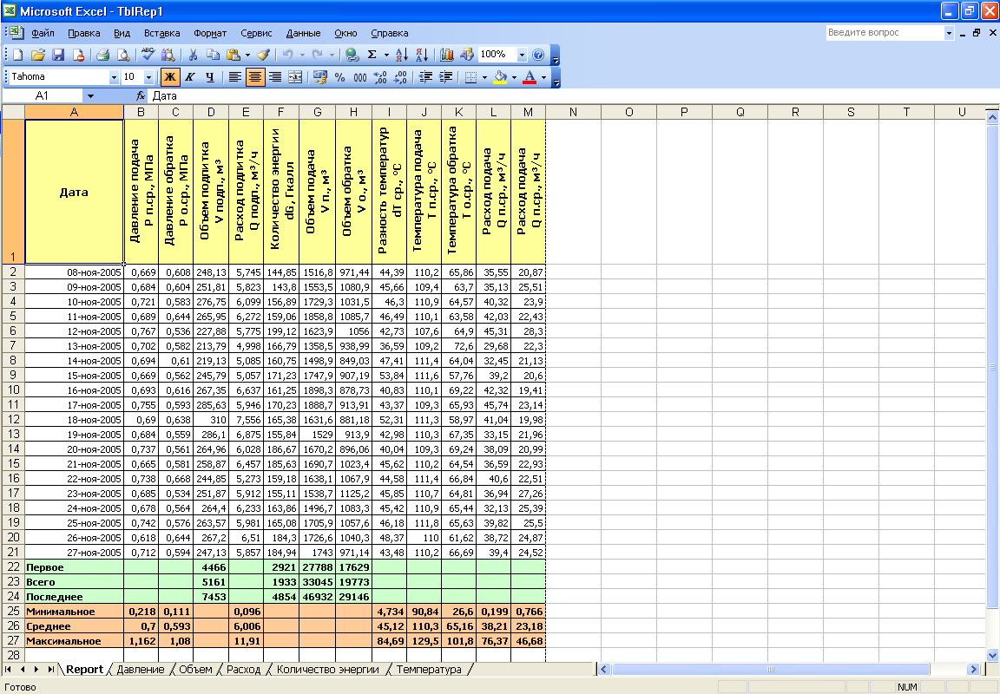 Microsoft Excel - TblRep1
Файл Правка Вид Вставка Формат Сервис Данные Окно Справка Введите вопрос
100%
Tahoma 10 Ж К Ч % 000
A1 fx Дата
A B C D E F G H I J K L M N O P Q R S T U
1 Дата
Давление подача
P п.ср., МПа
Давление обратка
P о.ср., МПа
Объем подпитка
V подп., м³
Расход подпитка
Q подп., м³/ч
Количество энергии
dG, Гкалл
Объем подача
V п., м³
Объем обратка
V о., м³
Разность температур
dT ср., °C
Температура подача
T п.ср., °C
Температура обратка
T о.ср., °C
Расход подача
Q п.ср., м³/ч
Расход подача
Q п.ср., м³/ч
2 08-ноя-2005 0,669 0,608 248,13 5,745 144,85 1516,8 971,44 44,39 110,2 65,86 35,55 20,87
3 09-ноя-2005 0,684 0,604 251,81 5,823 143,8 1553,5 1080,9 45,66 109,4 63,7 35,13 25,51
4 10-ноя-2005 0,721 0,583 276,75 6,099 156,89 1729,3 1031,5 46,3 110,9 64,57 40,32 23,9
5 11-ноя-2005 0,689 0,644 265,95 6,272 159,06 1858,8 1085,7 46,49 110,1 63,58 42,03 22,43
6 12-ноя-2005 0,767 0,536 227,88 5,775 199,12 1623,9 1056 42,73 107,6 64,9 45,31 28,3
7 13-ноя-2005 0,702 0,582 213,79 4,998 166,79 1358,5 938,99 36,59 109,2 72,6 29,68 22,3
8 14-ноя-2005 0,694 0,61 219,13 5,085 160,75 1498,9 849,03 47,41 111,4 64,04 32,45 21,13
9 15-ноя-2005 0,669 0,562 245,79 5,057 171,23 1747,9 907,19 53,84 111,6 57,76 39,2 20,6
10 16-ноя-2005 0,693 0,616 267,35 6,637 161,25 1898,3 878,73 40,83 110,1 69,22 42,32 19,41
11 17-ноя-2005 0,755 0,593 285,63 5,946 170,23 1888,7 913,91 43,37 109,3 65,93 45,74 23,14
12 18-ноя-2005 0,69 0,638 310 7,556 165,38 1631,6 881,18 52,31 111,3 58,97 41,04 19,98
13 19-ноя-2005 0,684 0,559 286,1 6,875 155,84 1529 913,9 42,98 110,3 67,35 33,15 21,96
14 20-ноя-2005 0,737 0,561 264,96 6,028 186,67 1670,2 896,06 40,04 109,3 69,24 38,09 20,99
15 21-ноя-2005 0,665 0,581 258,87 6,457 185,63 1690,7 1023,4 45,62 110,2 64,54 36,59 22,93
16 22-ноя-2005 0,738 0,668 244,85 5,273 159,18 1638,1 1067,9 44,58 111,4 66,84 40,6 22,51
17 23-ноя-2005 0,685 0,534 251,87 5,912 155,11 1538,7 1125,2 45,85 110,7 64,81 36,94 27,26
18 24-ноя-2005 0,678 0,564 264,4 6,233 163,86 1496,7 1083,3 45,42 110,9 65,44 32,13 25,39
19 25-ноя-2005 0,742 0,576 263,57 5,981 165,08 1705,9 1057,6 46,18 111,8 65,63 39,82 25,5
20 26-ноя-2005 0,618 0,644 267,2 6,51 184,3 1726,6 1040,3 48,37 110 61,62 38,72 24,87
21 27-ноя-2005 0,712 0,594 247,13 5,857 184,94 1743 971,14 43,48 110,2 66,69 39,4 24,52
22 Первое 4466 2921 27788 17629
23 Всего 5161 1933 33045 19773
24 Последнее 7453 4854 46932 29146
25 Минимальное 0,218 0,111 0,096 4,734 90,84 26,6 0,199 0,766
26 Среднее 0,7 0,593 6,006 45,12 110,3 65,16 38,21 23,18
27 Максимальное 1,162 1,08 11,91 84,69 129,5 101,8 76,37 46,68
28
Report Давление Объем Расход Количество энергии Температура
Готово NUM